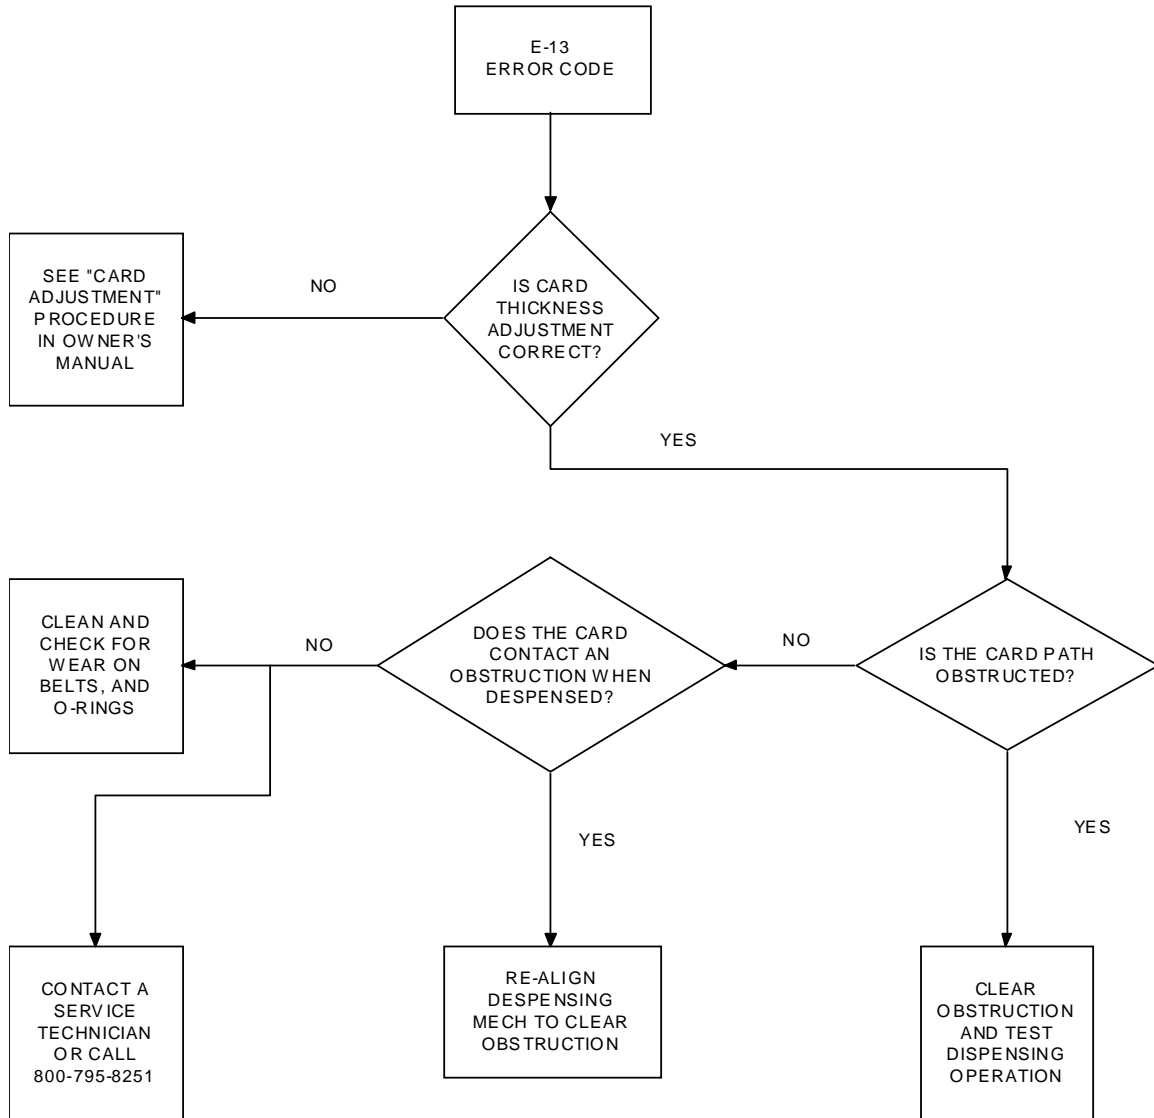 E-13
ERROR CODE
SEE "CARD
ADJUSTMENT"
PROCEDURE
IN OWNER'S
MANUAL
NO
IS CARD
THICKNESS
ADJUSTMENT
CORRECT?
YES
CLEAN AND
CHECK FOR
WEAR ON
BELTS, AND
O-RINGS
NO
DOES THE CARD
CONTACT AN
OBSTRUCTION WHEN
DESPENSED?
NO
IS THE CARD PATH
OBSTRUCTED?
YES
YES
CONTACT A
SERVICE
TECHNICIAN
OR CALL
800-795-8251
RE-ALIGN
DESPENSING
MECH TO CLEAR
OBSTRUCTION
CLEAR
OBSTRUCTION
AND TEST
DISPENSING
OPERATION